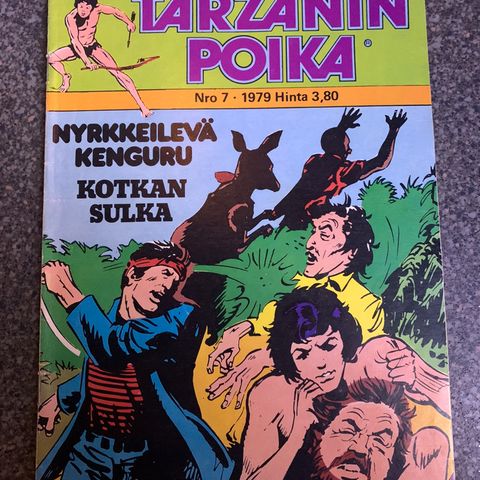 TARZANIN
POIKA
Nro 7 · 1979 Hinta 3,80
NYRKKEILEVÄ
KENGURU
KOTKAN
SULKA